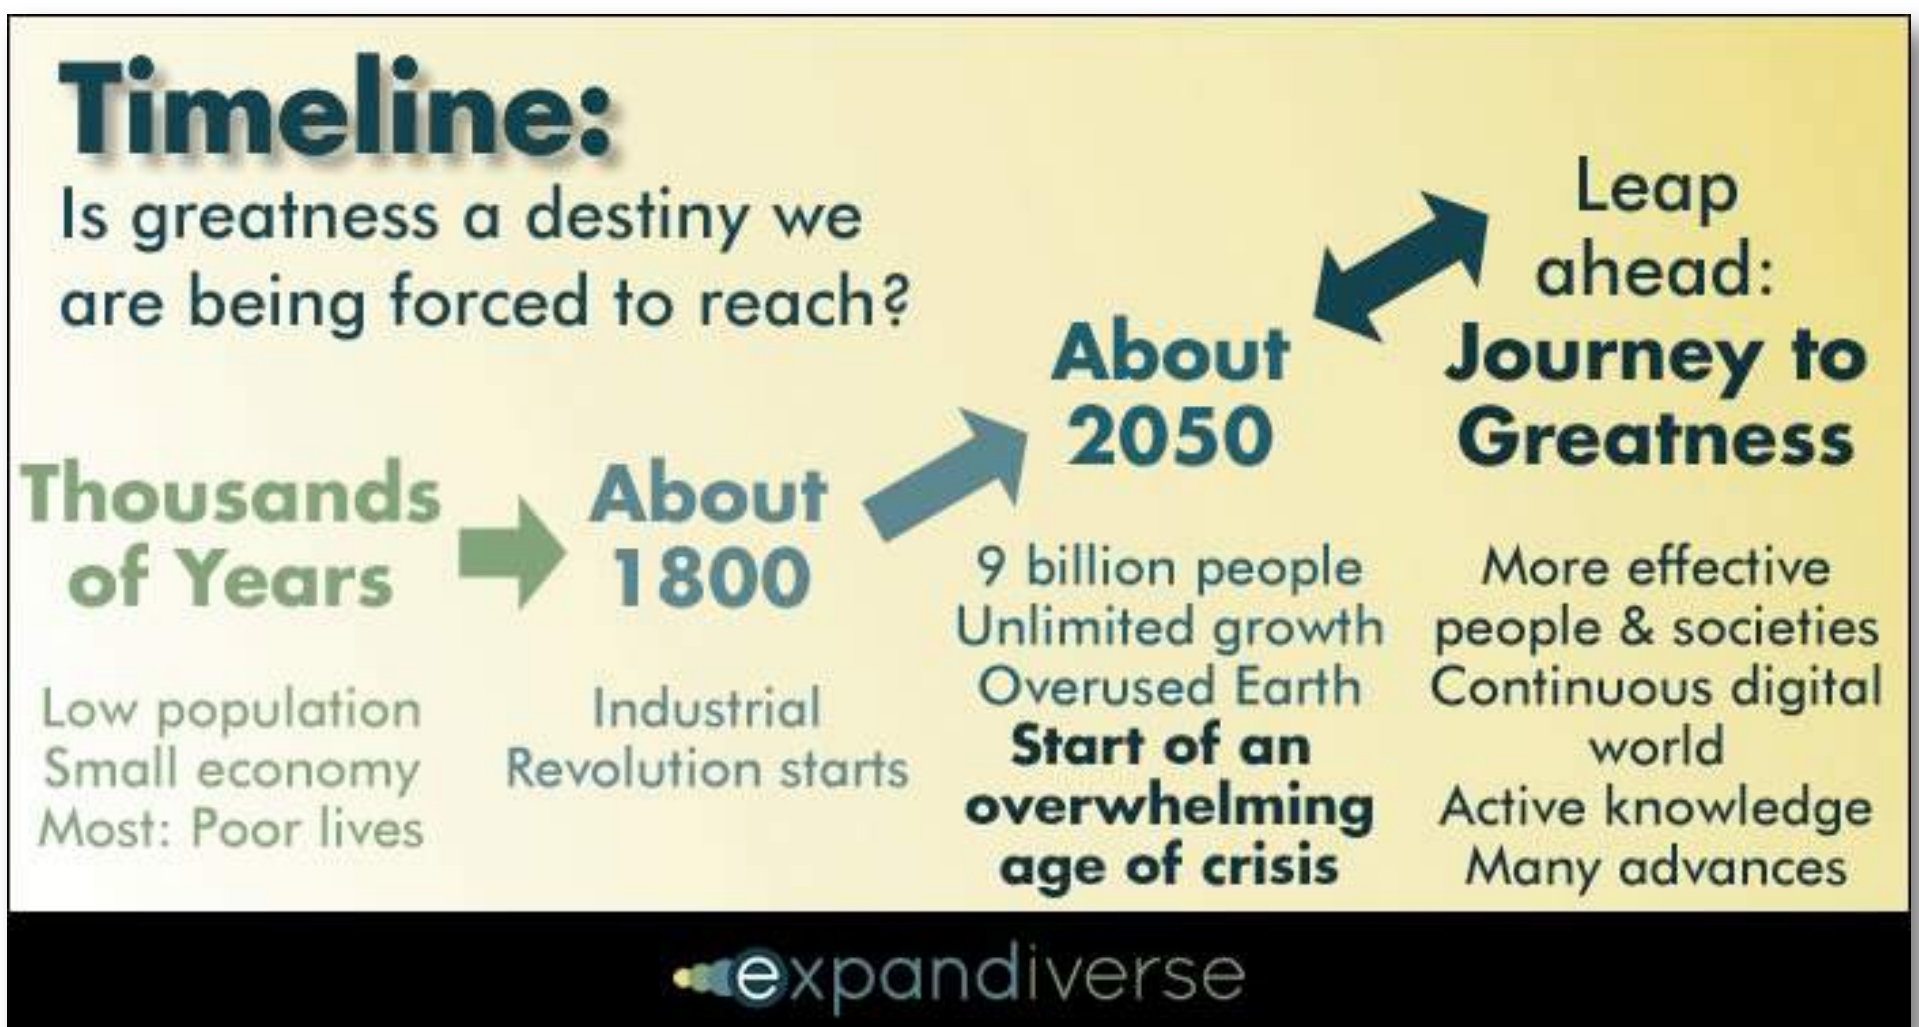 Timeline:
Is greatness a destiny we
are being forced to reach?
Thousands
of Years
Low population
Small economy
Most: Poor lives
About
1800
Industrial
Revolution starts
About
2050
9 billion people
Unlimited growth
Overused Earth
Start of an
overwhelming
age of crisis
Leap
ahead:
Journey to
Greatness
More effective
people & societies
Continuous digital
world
Active knowledge
Many advances
expandiverse